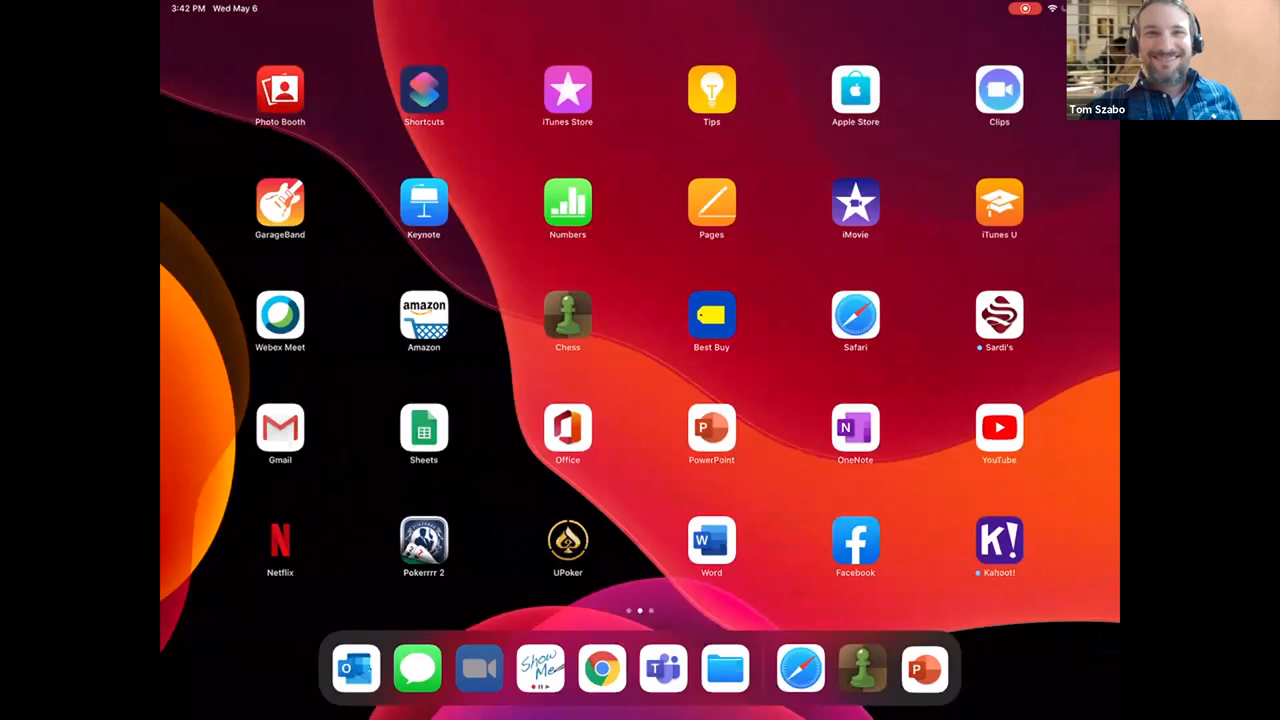 3:42 PM Wed May 6
Tom Szabo
Photo Booth
Shortcuts
iTunes Store
Tips
Apple Store
Clips
GarageBand
Keynote
Numbers
Pages
iMovie
iTunes U
amazon
Webex Meet
Amazon
Chess
Best Buy
Safari
Sardi's
P
N
Gmail
Sheets
Office
PowerPoint
OneNote
YouTube
N
W
f
K!
Netflix
Pokerrrr 2
UPoker
Word
Facebook
Kahoot!
O
Show
Me
T
P